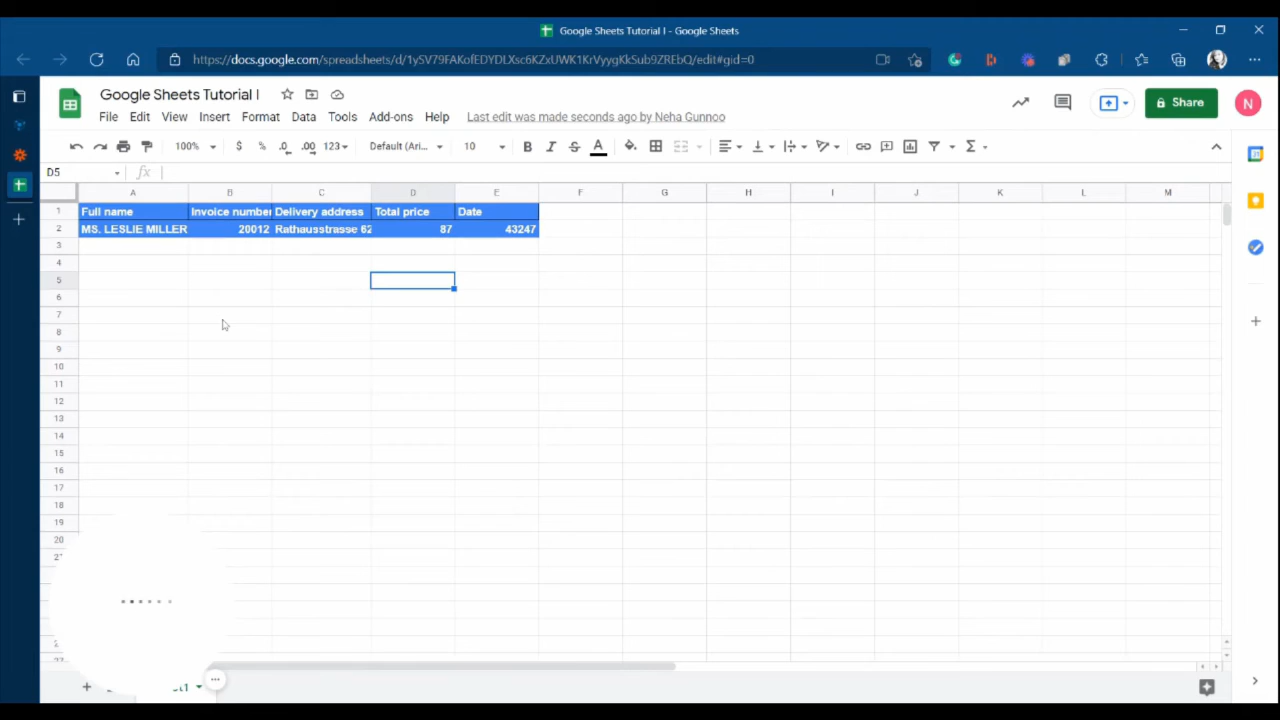 Google Sheets Tutorial I - Google Sheets
https://docs.google.com/spreadsheets/d/1ySV79FAKofEDYDLXsc6KZxUWK1KrVyygKkSub9ZREbQ/edit#gid=0
Google Sheets Tutorial I
Share
N
File Edit View Insert Format Data Tools Add-ons Help Last edit was made seconds ago by Neha Gunnoo
100% $ % .0 .00 123 Default (Ari... 10 B I S A
D5 fx
A B C D E F G H I J K L M
1 Full name Invoice number Delivery address Total price Date
2 MS. LESLIE MILLER 20012 Rathausstrasse 62 87 43247
3
4
5
6
7
8
9
10
11
12
13
14
15
16
17
18
19
20